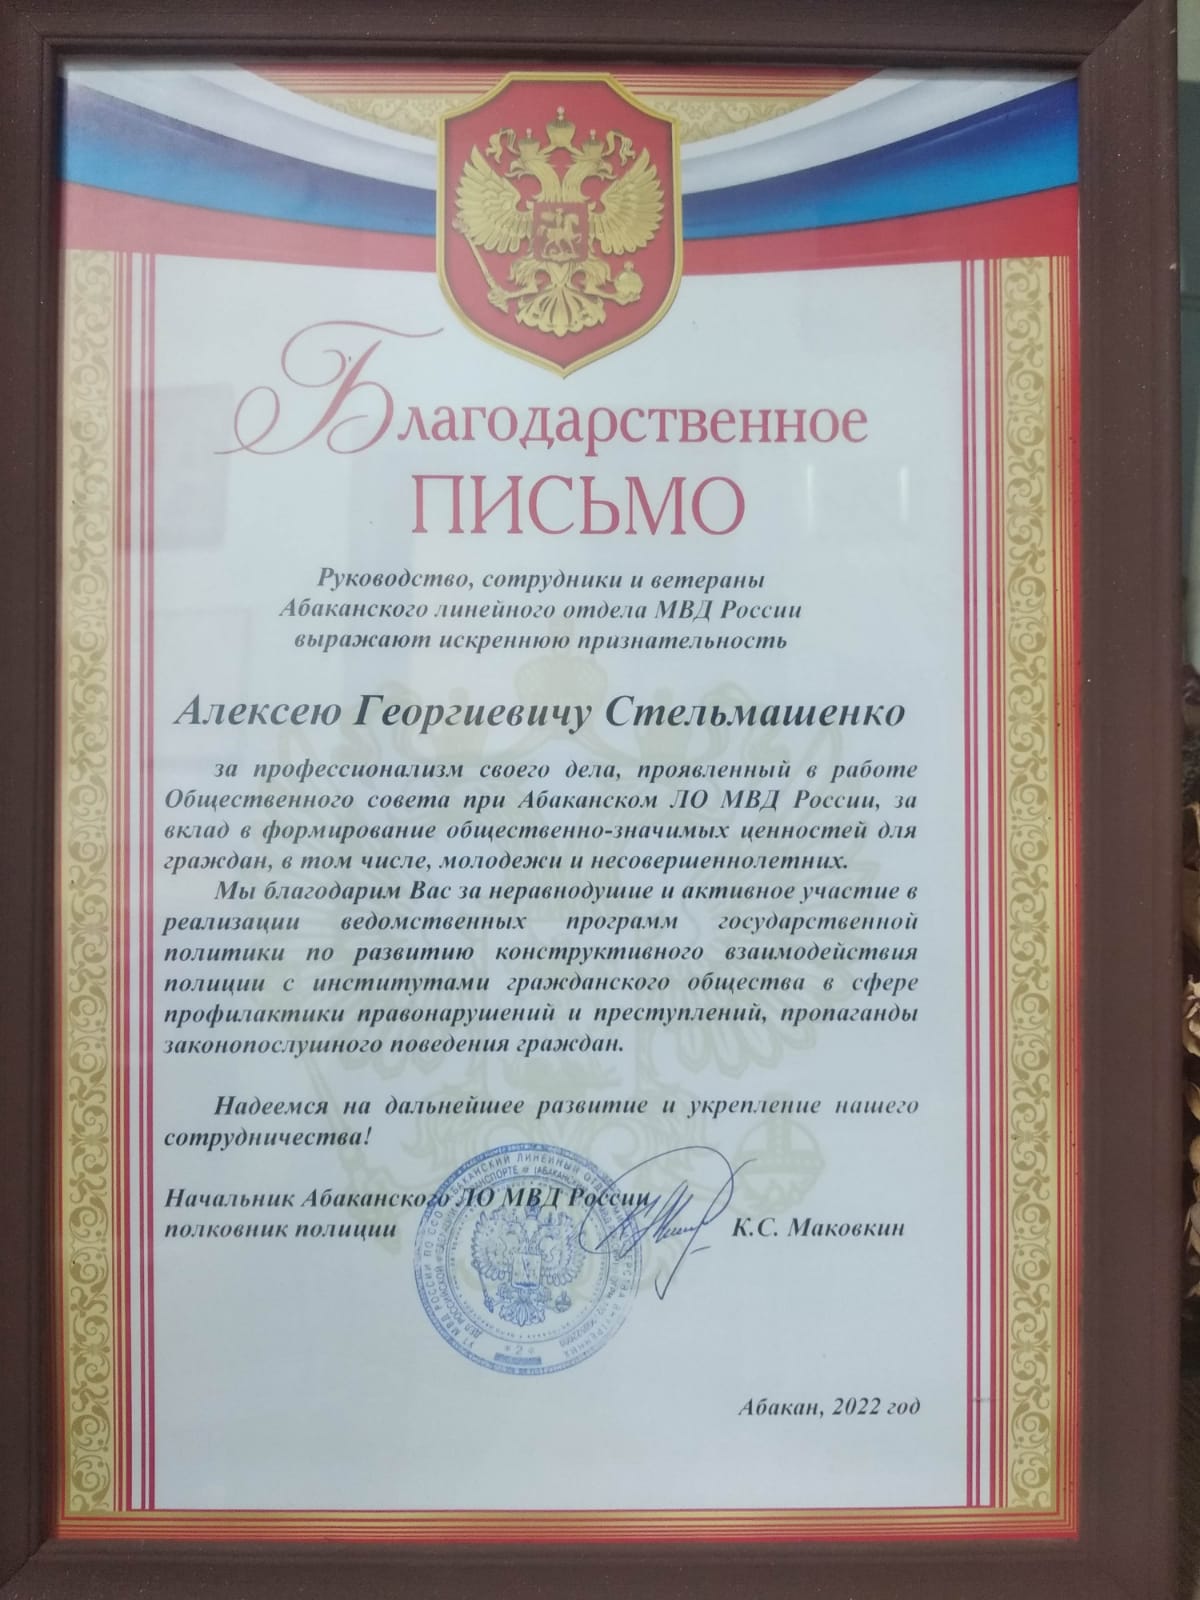 Благодарственное
ПИСЬМО
Руководство, сотрудники и ветераны
Абаканского линейного отдела МВД России
выражают искреннюю признательность
Алексею Георгиевичу Стельмашенко
за профессионализм своего дела, проявленный в работе
Общественного совета при Абаканском ЛО МВД России, за
вклад в формирование общественно-значимых ценностей для
граждан, в том числе, молодежи и несовершеннолетних.
Мы благодарим Вас за неравнодушие и активное участие в
реализации ведомственных программ государственной
политики по развитию конструктивного взаимодействия
полиции с институтами гражданского общества в сфере
профилактики правонарушений и преступлений, пропаганды
законопослушного поведения граждан.
Надеемся на дальнейшее развитие и укрепление нашего
сотрудничества!
Начальник Абаканского ЛО МВД России
полковник полиции К.С. Маковкин
Абакан, 2022 год